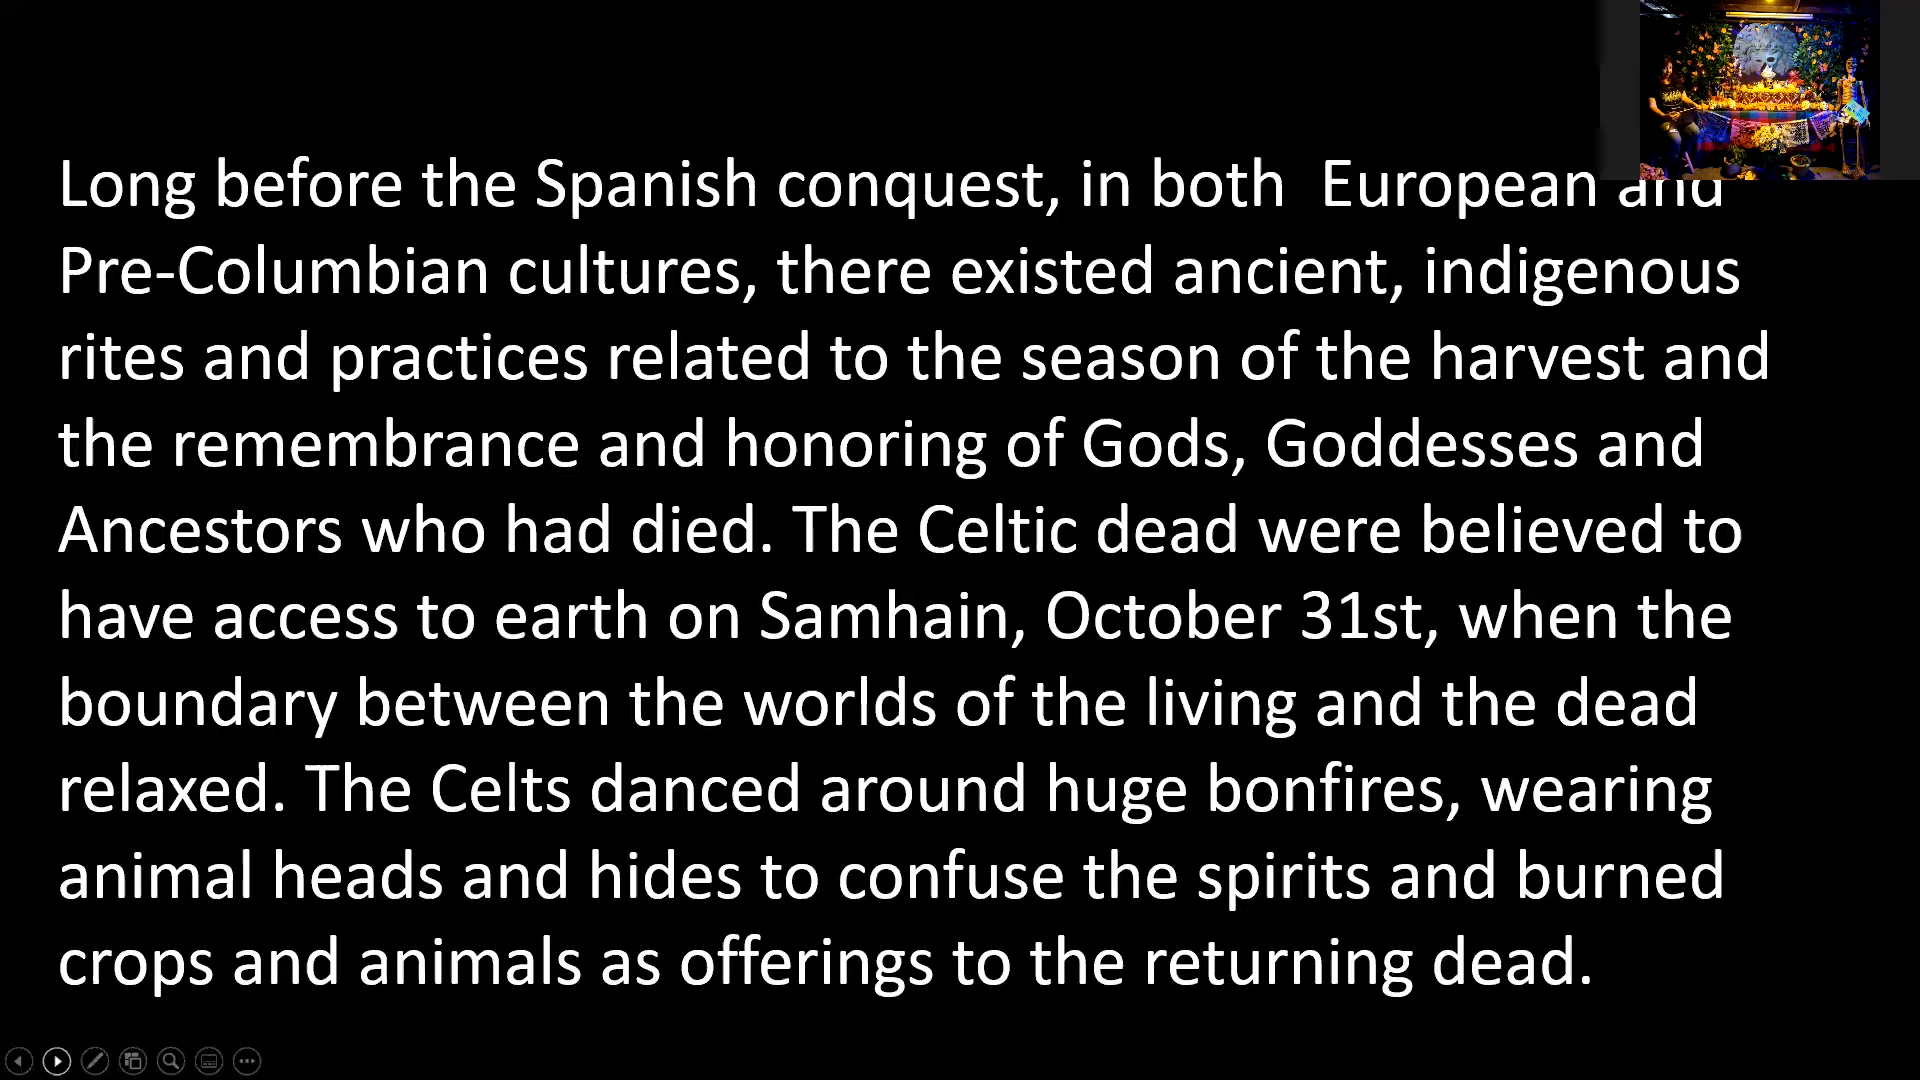 Long before the Spanish conquest, in both  European and
Pre-Columbian cultures, there existed ancient, indigenous
rites and practices related to the season of the harvest and
the remembrance and honoring of Gods, Goddesses and
Ancestors who had died. The Celtic dead were believed to
have access to earth on Samhain, October 31st, when the
boundary between the worlds of the living and the dead
relaxed. The Celts danced around huge bonfires, wearing
animal heads and hides to confuse the spirits and burned
crops and animals as offerings to the returning dead.